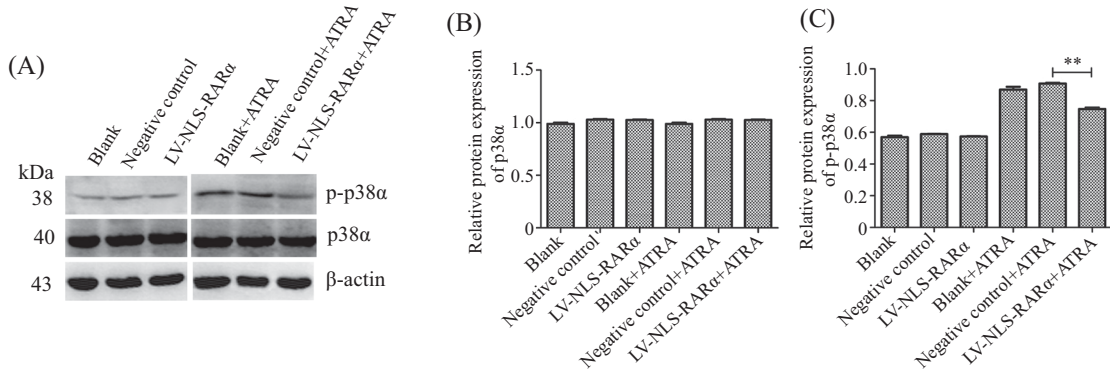 (A)
Blank
Negative control
LV-NLS-RARα
Blank+ATRA
Negative control+ATRA
LV-NLS-RARα+ATRA
kDa
38
p-p38α
40
p38α
43
β-actin
(B)
Relative protein expression
of p38α
1.5
1.0
0.5
0
Blank
Negative control'
LV-NLS-RARα
Blank+ATRA
Negative control+ATRA
LV-NLS-RARα+ATRA
(C)
Relative protein expression
of p-p38α
1.0
0.8
0.6
0.4
0.2
0
**
Blank
Negative control
LV-NLS-RARα
Blank+ATRA
Negative control+ATRA
LV-NLS-RARα+ATRA